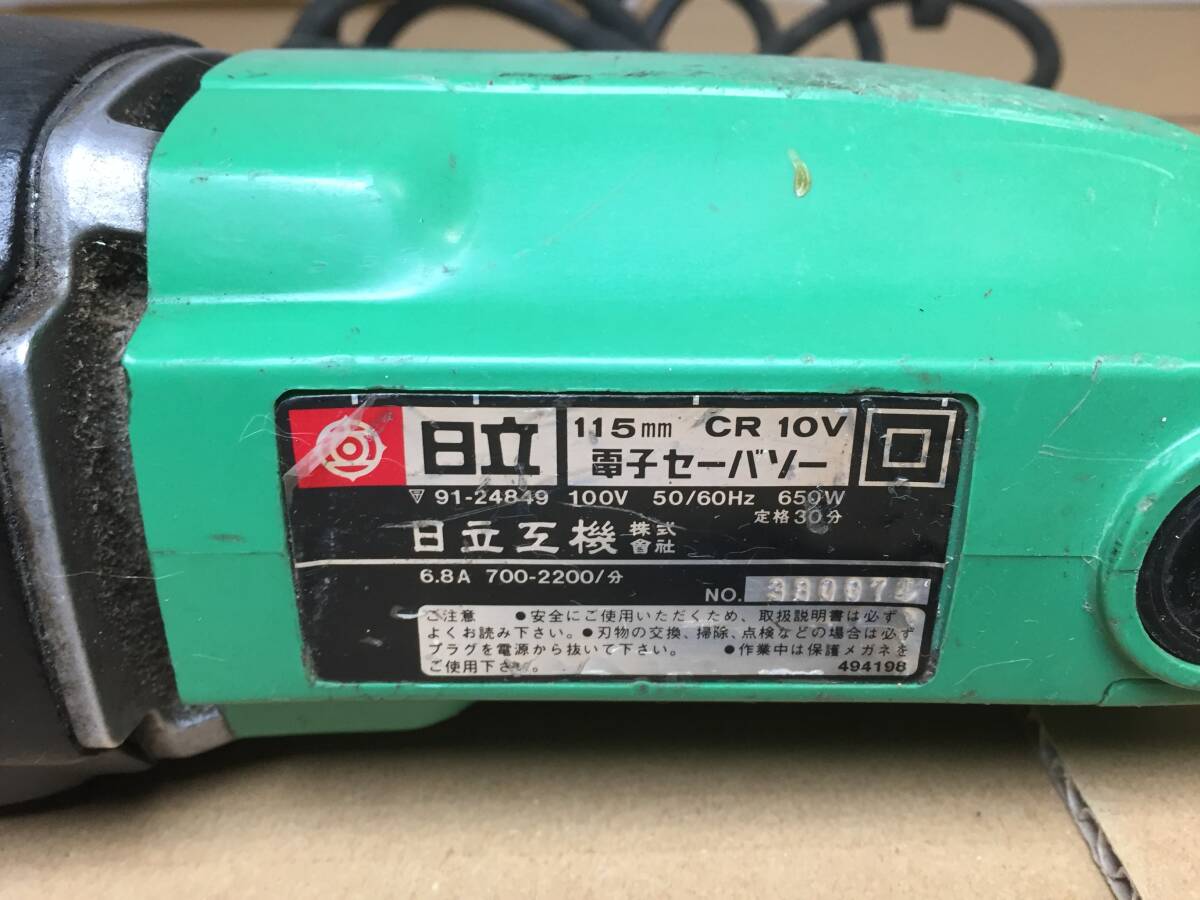 日立
115mm CR 10V
電子セーバソー
91-24849 100V 50/60Hz 650W
定格30分
日立工機 株式會社
6.8A 700-2200/分
NO.
ご注意 ●安全にご使用いただくため、取扱説明書は必ず
よくお読み下さい。●刃物の交換、掃除、点検などの場合は必ず
プラグを電源から抜いて下さい。 ●作業中は保護メガネを
ご使用下さい。 494198